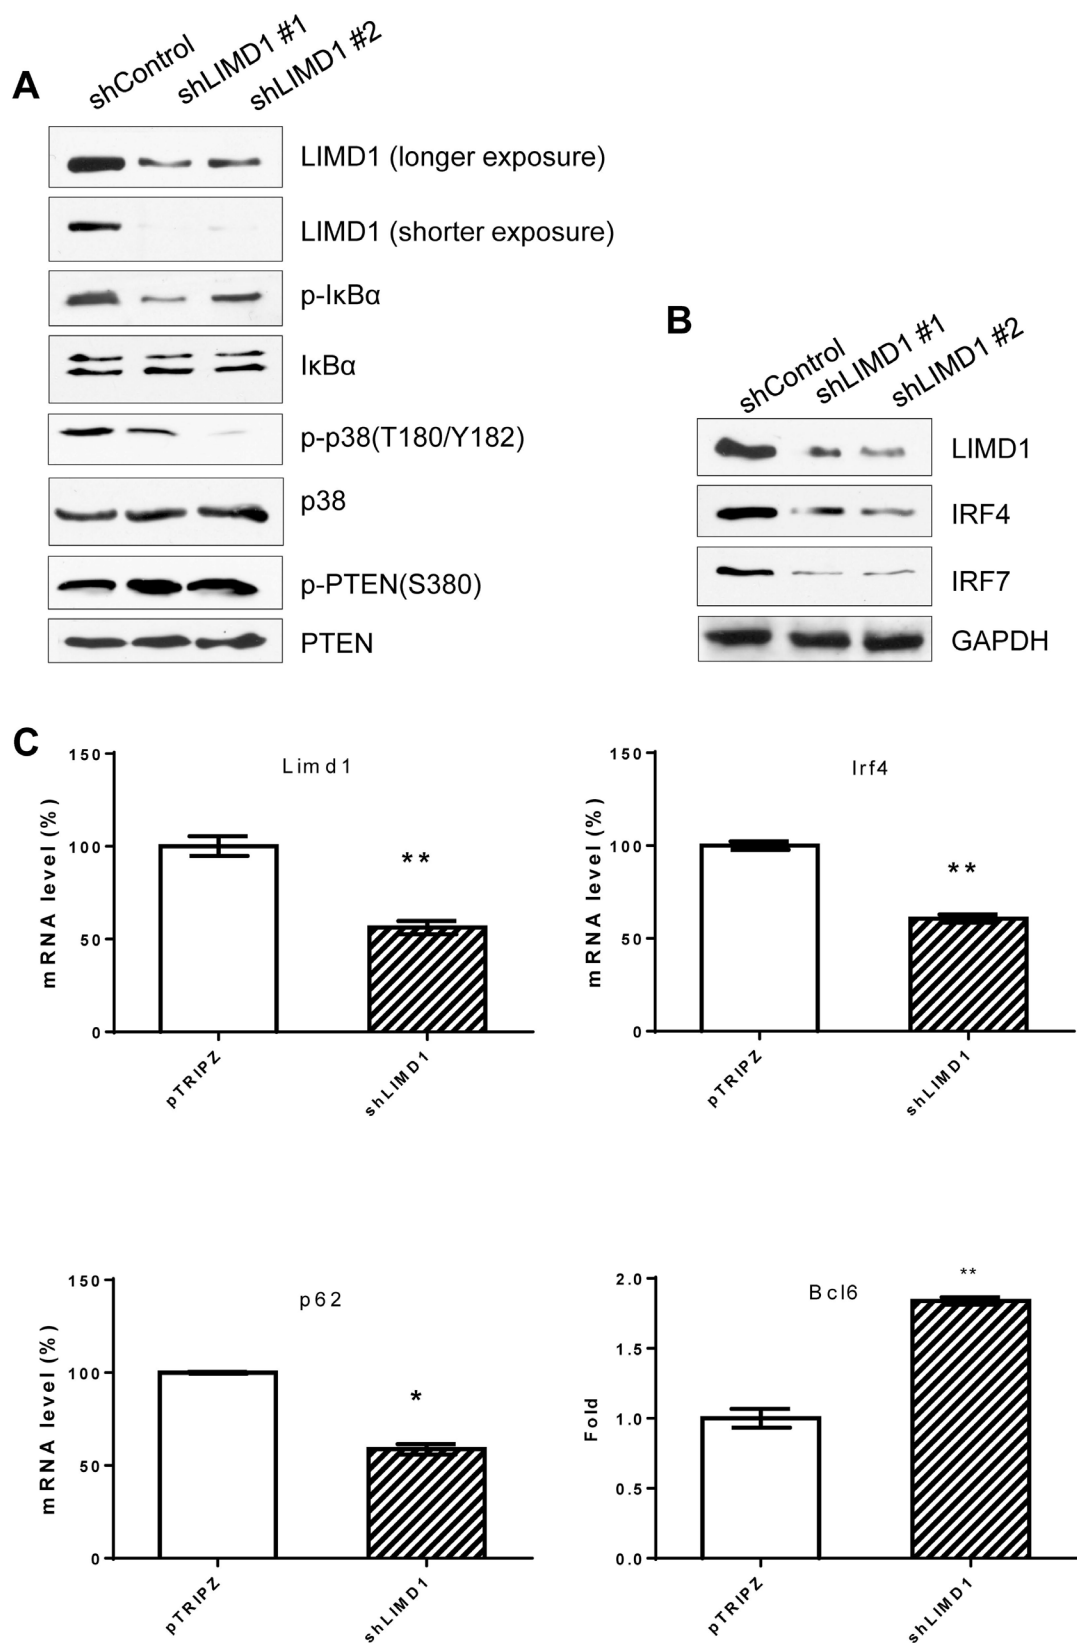 A
shControl
shLIMD1 #1
shLIMD1 #2
LIMD1 (longer exposure)
LIMD1 (shorter exposure)
p-IκBα
IκBα
p-p38(T180/Y182)
p38
p-PTEN(S380)
PTEN
B
shControl
shLIMD1 #1
shLIMD1 #2
LIMD1
IRF4
IRF7
GAPDH
C
Limd1
mRNA level (%)
150
100
50
0
**
pTRIPZ
shLIMD1
Irf4
mRNA level (%)
150
100
50
0
**
pTRIPZ
shLIMD1
p62
mRNA level (%)
150
100
50
0
*
pTRIPZ
shLIMD1
Bcl6
Fold
2.0
1.5
1.0
0.5
0.0
**
pTRIPZ
shLIMD1